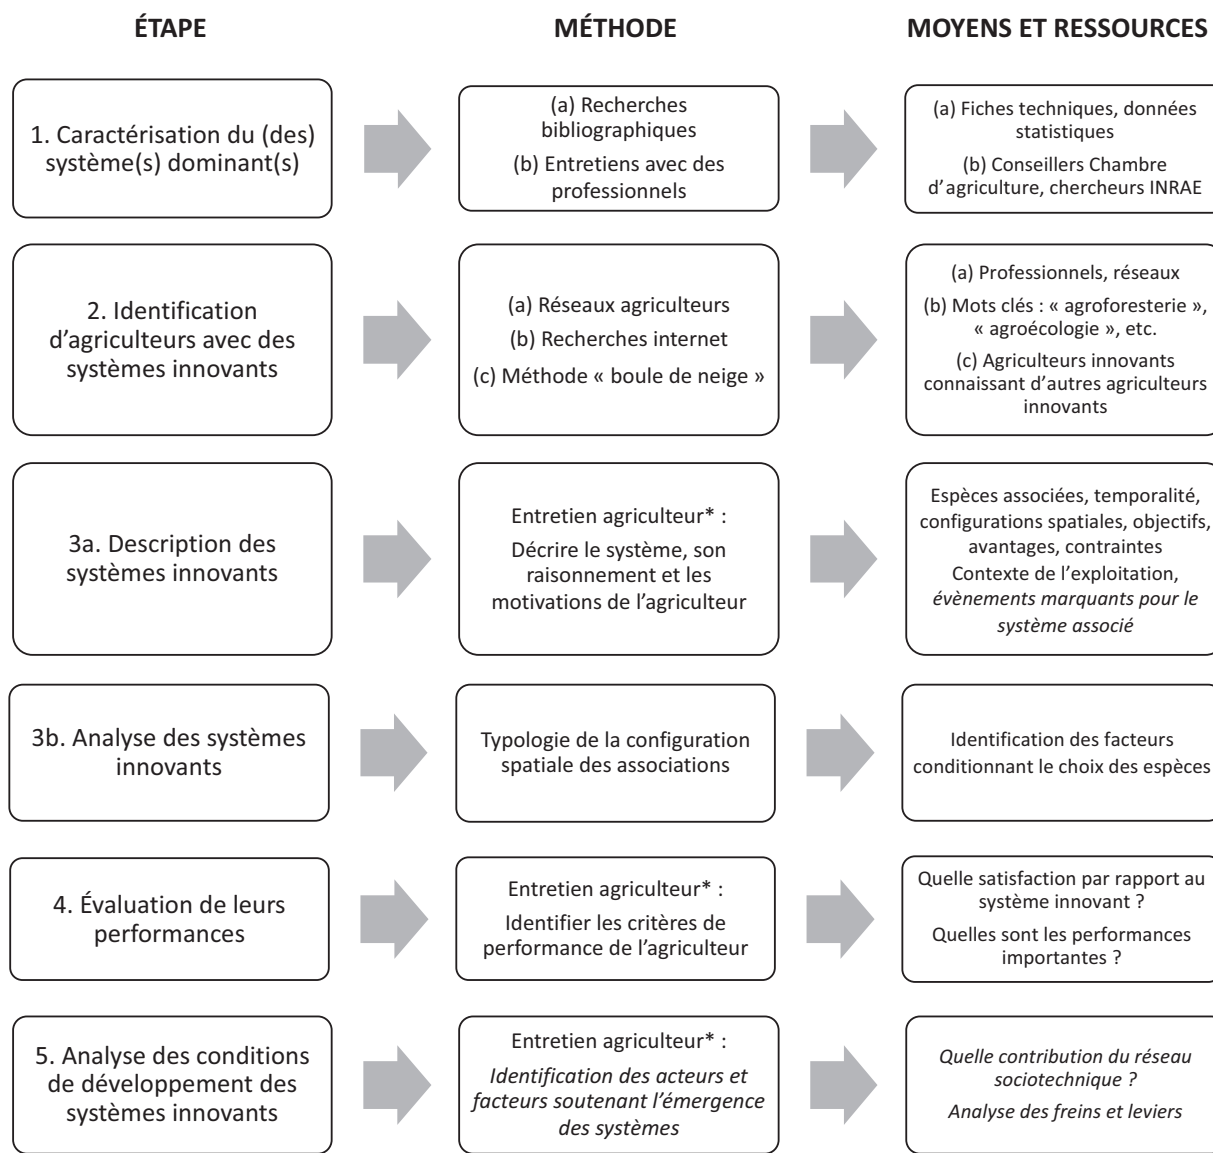 ÉTAPE
MÉTHODE
MOYENS ET RESSOURCES
1. Caractérisation du (des)
système(s) dominant(s)
(a) Recherches
bibliographiques
(b) Entretiens avec des
professionnels
(a) Fiches techniques, données
statistiques
(b) Conseillers Chambre
d’agriculture, chercheurs INRAE
2. Identification
d’agriculteurs avec des
systèmes innovants
(a) Réseaux agriculteurs
(b) Recherches internet
(c) Méthode « boule de neige »
(a) Professionnels, réseaux
(b) Mots clés : « agroforesterie »,
« agroécologie », etc.
(c) Agriculteurs innovants
connaissant d’autres agriculteurs
innovants
3a. Description des
systèmes innovants
Entretien agriculteur* :
Décrire le système, son
raisonnement et les
motivations de l’agriculteur
Espèces associées, temporalité,
configurations spatiales, objectifs,
avantages, contraintes
Contexte de l’exploitation,
évènements marquants pour le
système associé
3b. Analyse des systèmes
innovants
Typologie de la configuration
spatiale des associations
Identification des facteurs
conditionnant le choix des espèces
4. Évaluation de leurs
performances
Entretien agriculteur* :
Identifier les critères de
performance de l’agriculteur
Quelle satisfaction par rapport au
système innovant ?
Quelles sont les performances
importantes ?
5. Analyse des conditions
de développement des
systèmes innovants
Entretien agriculteur* :
Identification des acteurs et
facteurs soutenant l’émergence
des systèmes
Quelle contribution du réseau
sociotechnique ?
Analyse des freins et leviers